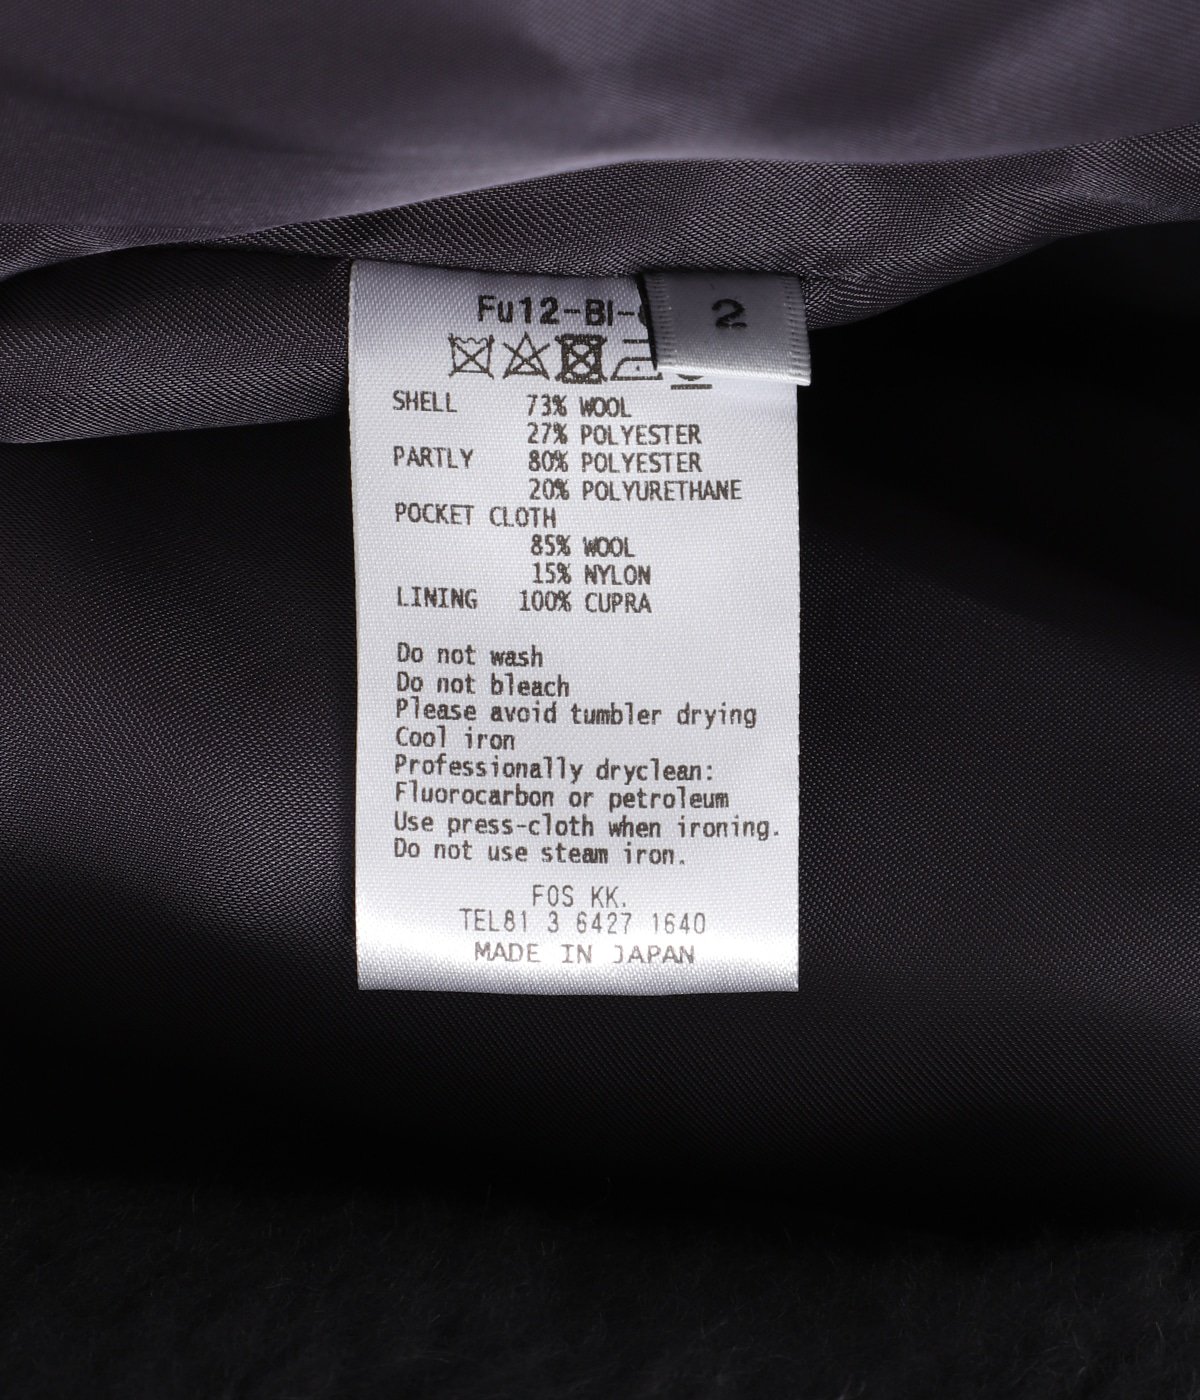 Fu12-BI-
2
SHELL 73% WOOL
27% POLYESTER
PARTLY 80% POLYESTER
20% POLYURETHANE
POCKET CLOTH
85% WOOL
15% NYLON
LINING 100% CUPRA
Do not wash
Do not bleach
Please avoid tumbler drying
Cool iron
Professionally dryclean:
Fluorocarbon or petroleum
Use press-cloth when ironing.
Do not use steam iron.
FOS KK.
TEL81 3 6427 1640
MADE IN JAPAN